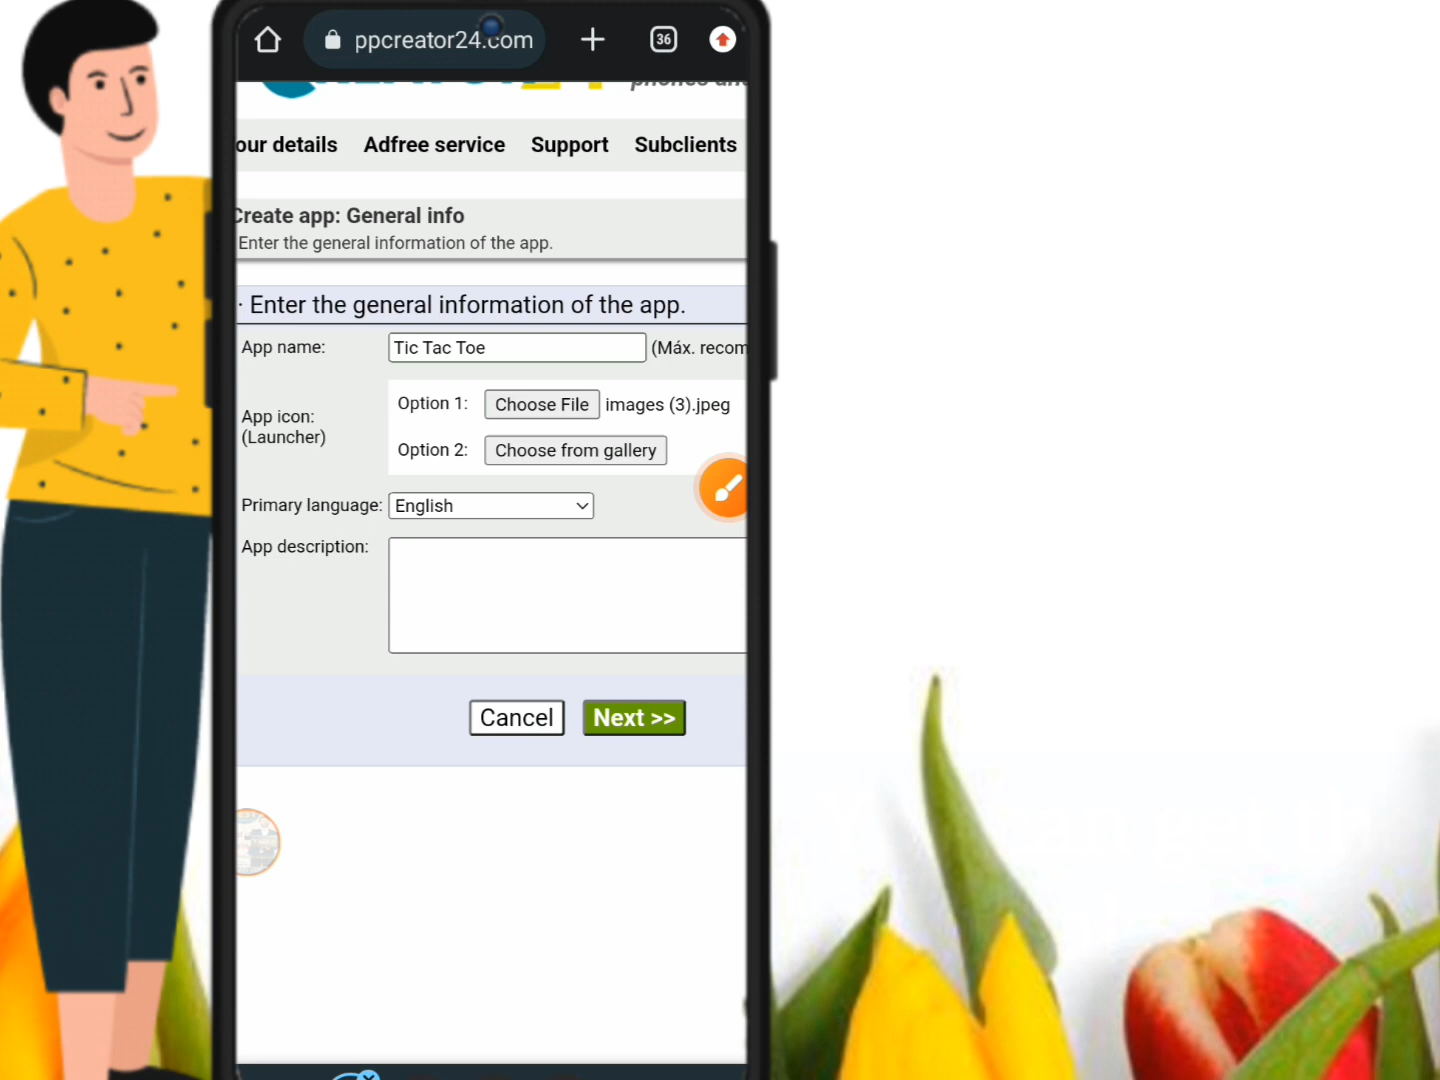 ppcreator24.com
36
our details Adfree service Support Subclients
Create app: General info
Enter the general information of the app.
· Enter the general information of the app.
App name: Tic Tac Toe (Máx. recom
App icon:
(Launcher)
Option 1: Choose File images (3).jpeg
Option 2: Choose from gallery
Primary language: English
App description:
Cancel Next >>